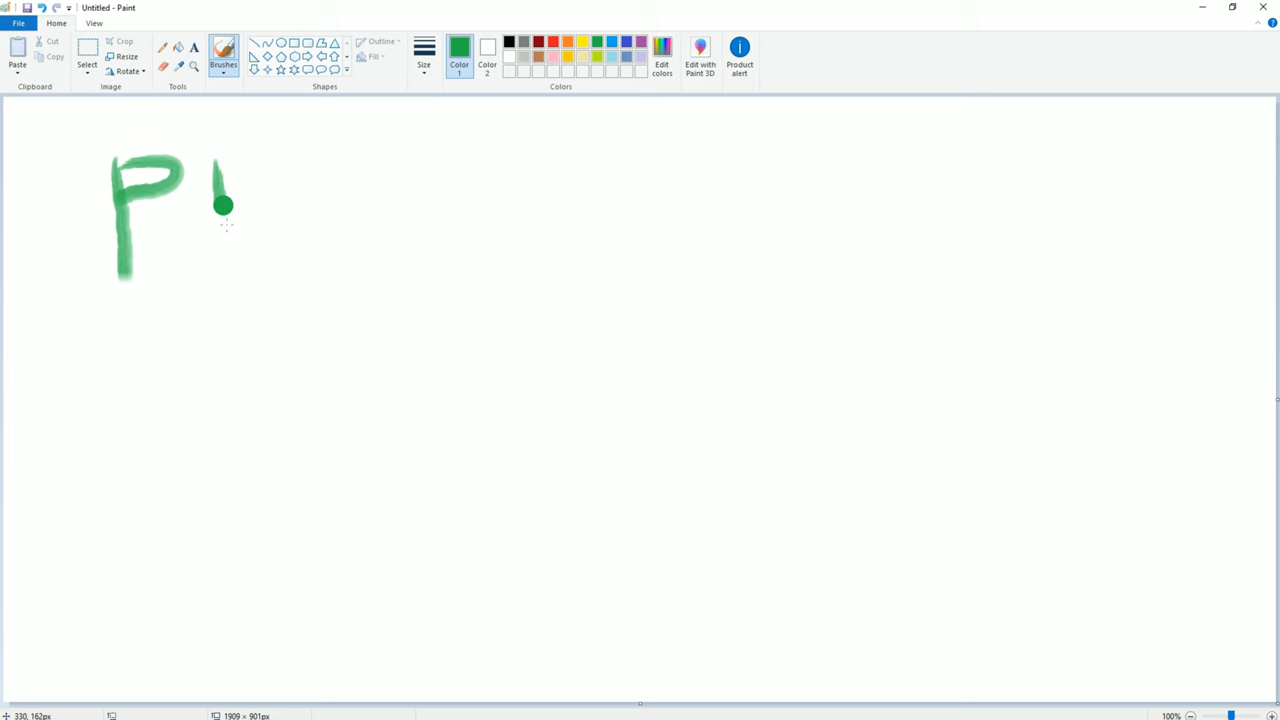 Untitled - Paint
File Home View
Paste Cut Copy Clipboard
Select Crop Resize Rotate Image
Tools
Brushes
Shapes
Outline Fill
Size
Color 1 Color 2
Edit colors
Colors
Edit with Paint 3D
Product alert
P
330, 162px 1909 × 901px 100%